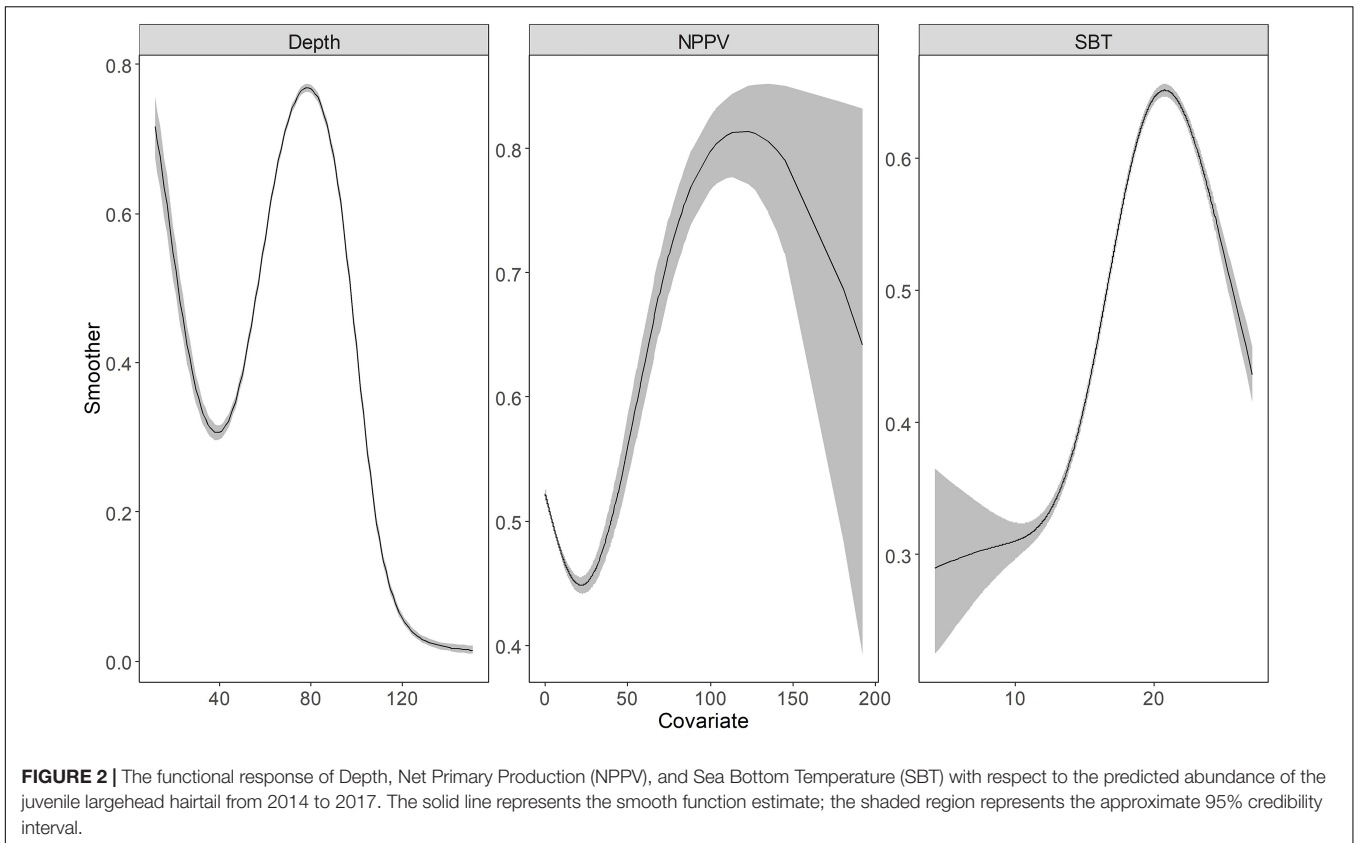 Depth
NPPV
SBT
Smoother
0.8
0.6
0.4
0.2
0.0
40 80 120
0.8
0.7
0.6
0.5
0.4
0 50 100 150 200
0.6
0.5
0.4
0.3
10 20
Covariate
FIGURE 2 | The functional response of Depth, Net Primary Production (NPPV), and Sea Bottom Temperature (SBT) with respect to the predicted abundance of the
juvenile largehead hairtail from 2014 to 2017. The solid line represents the smooth function estimate; the shaded region represents the approximate 95% credibility
interval.